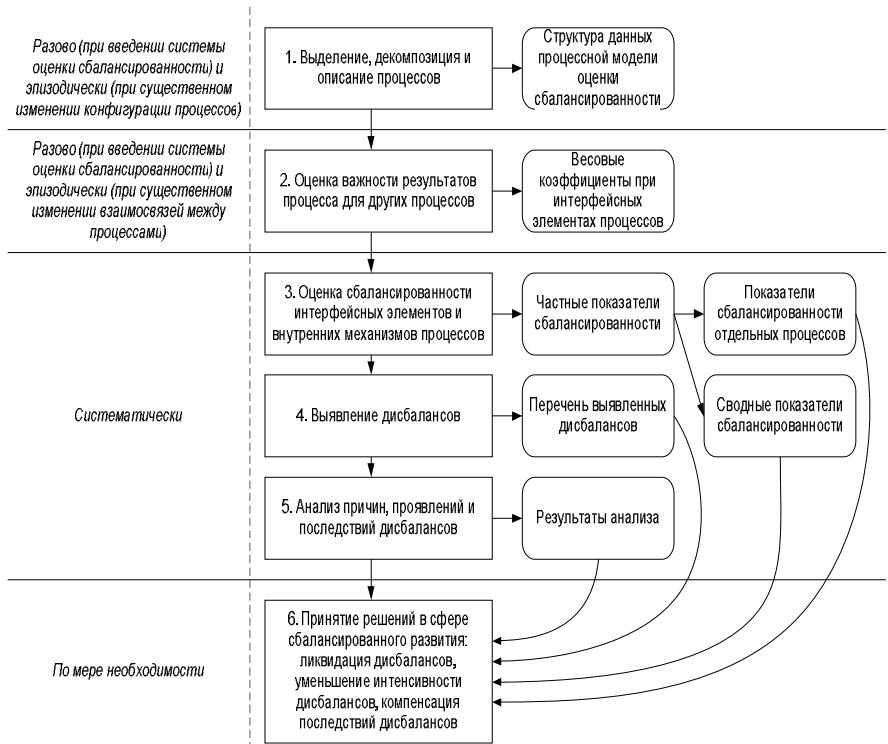 Разово (при введении системы
оценки сбалансированности) и
эпизодически (при существенном
изменении конфигурации процессов)
1. Выделение, декомпозиция и
описание процессов
Структура данных
процессной модели
оценки
сбалансированности
Разово (при введении системы
оценки сбалансированности) и
эпизодически (при существенном
изменении взаимосвязей между
процессами)
2. Оценка важности результатов
процесса для других процессов
Весовые
коэффициенты при
интерфейсных
элементах процессов
Систематически
3. Оценка сбалансированности
интерфейсных элементов и
внутренних механизмов процессов
Частные показатели
сбалансированности
Показатели
сбалансированности
отдельных процессов
4. Выявление дисбалансов
Перечень выявленных
дисбалансов
Сводные показатели
сбалансированности
5. Анализ причин, проявлений и
последствий дисбалансов
Результаты анализа
По мере необходимости
6. Принятие решений в сфере
сбалансированного развития:
ликвидация дисбалансов,
уменьшение интенсивности
дисбалансов, компенсация
последствий дисбалансов